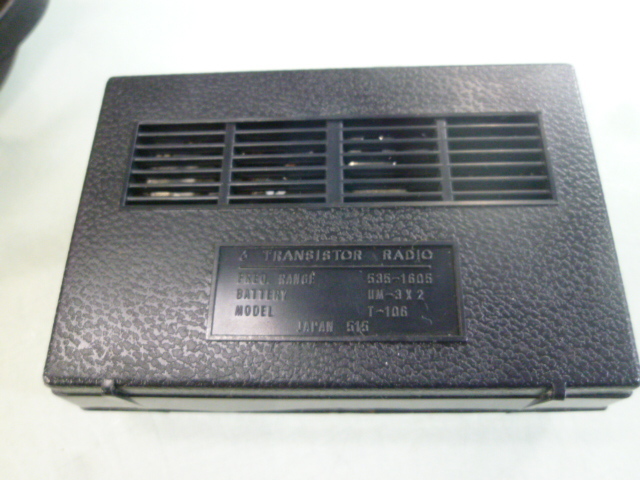 TRANSISTOR RADIO
FREQ. RANGE 535-1605
BATTERY UM-3 X 2
MODEL T-106
JAPAN 515